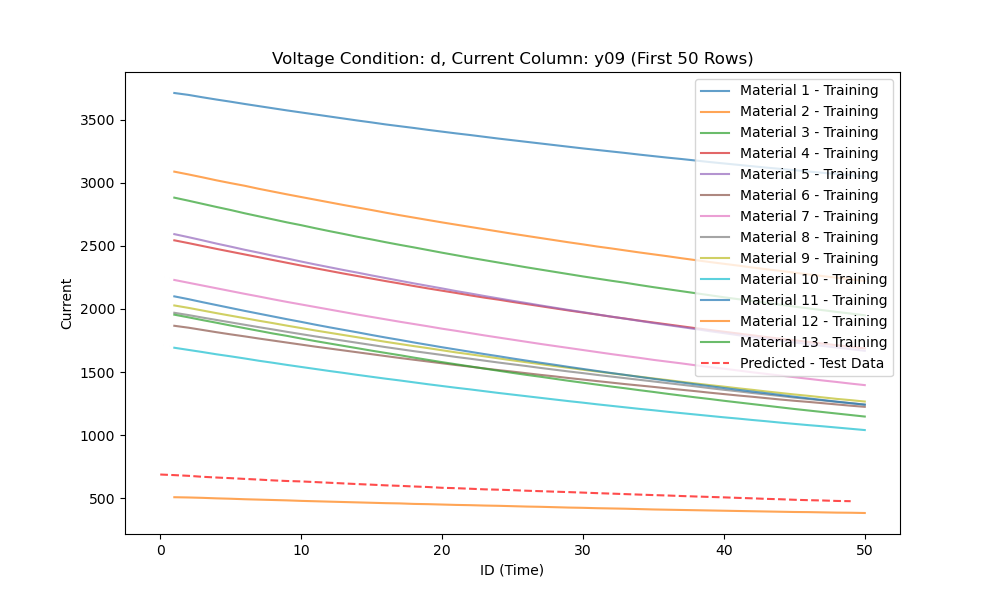 Voltage Condition: d, Current Column: y09 (First 50 Rows)
Current
3500
3000
2500
2000
1500
1000
500
Material 1 - Training
Material 2 - Training
Material 3 - Training
Material 4 - Training
Material 5 - Training
Material 6 - Training
Material 7 - Training
Material 8 - Training
Material 9 - Training
Material 10 - Training
Material 11 - Training
Material 12 - Training
Material 13 - Training
Predicted - Test Data
0 10 20 30 40 50
ID (Time)